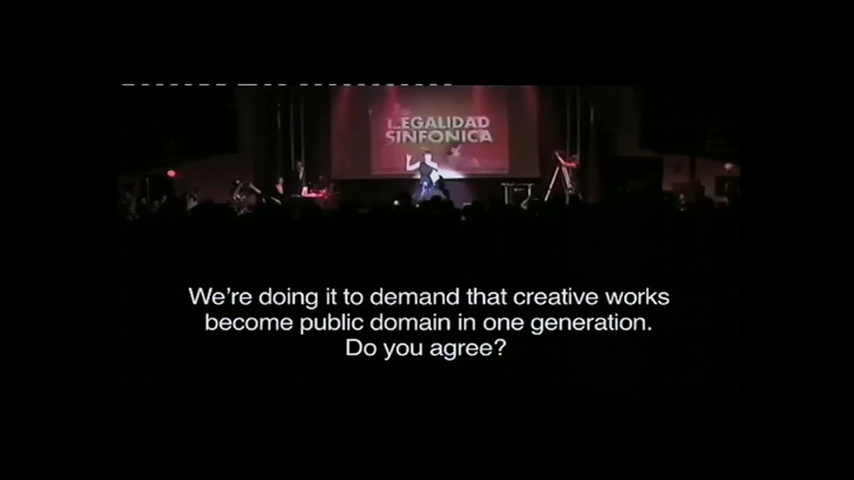 ILEGALIDAD
SINFONICA
We're doing it to demand that creative works
become public domain in one generation.
Do you agree?